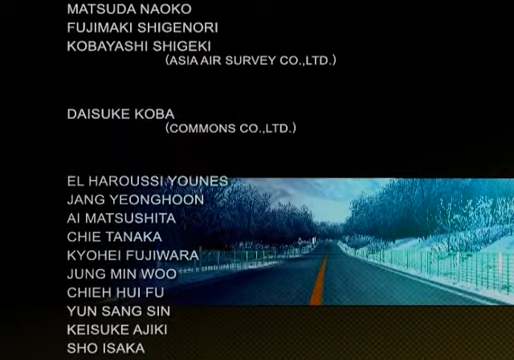 MATSUDA NAOKO
FUJIMAKI SHIGENORI
KOBAYASHI SHIGEKI
(ASIA AIR SURVEY CO.,LTD.)
DAISUKE KOBA
(COMMONS CO.,LTD.)
EL HAROUSSI YOUNES
JANG YEONGHOON
AI MATSUSHITA
CHIE TANAKA
KYOHEI FUJIWARA
JUNG MIN WOO
CHIEH HUI FU
YUN SANG SIN
KEISUKE AJIKI
SHO ISAKA